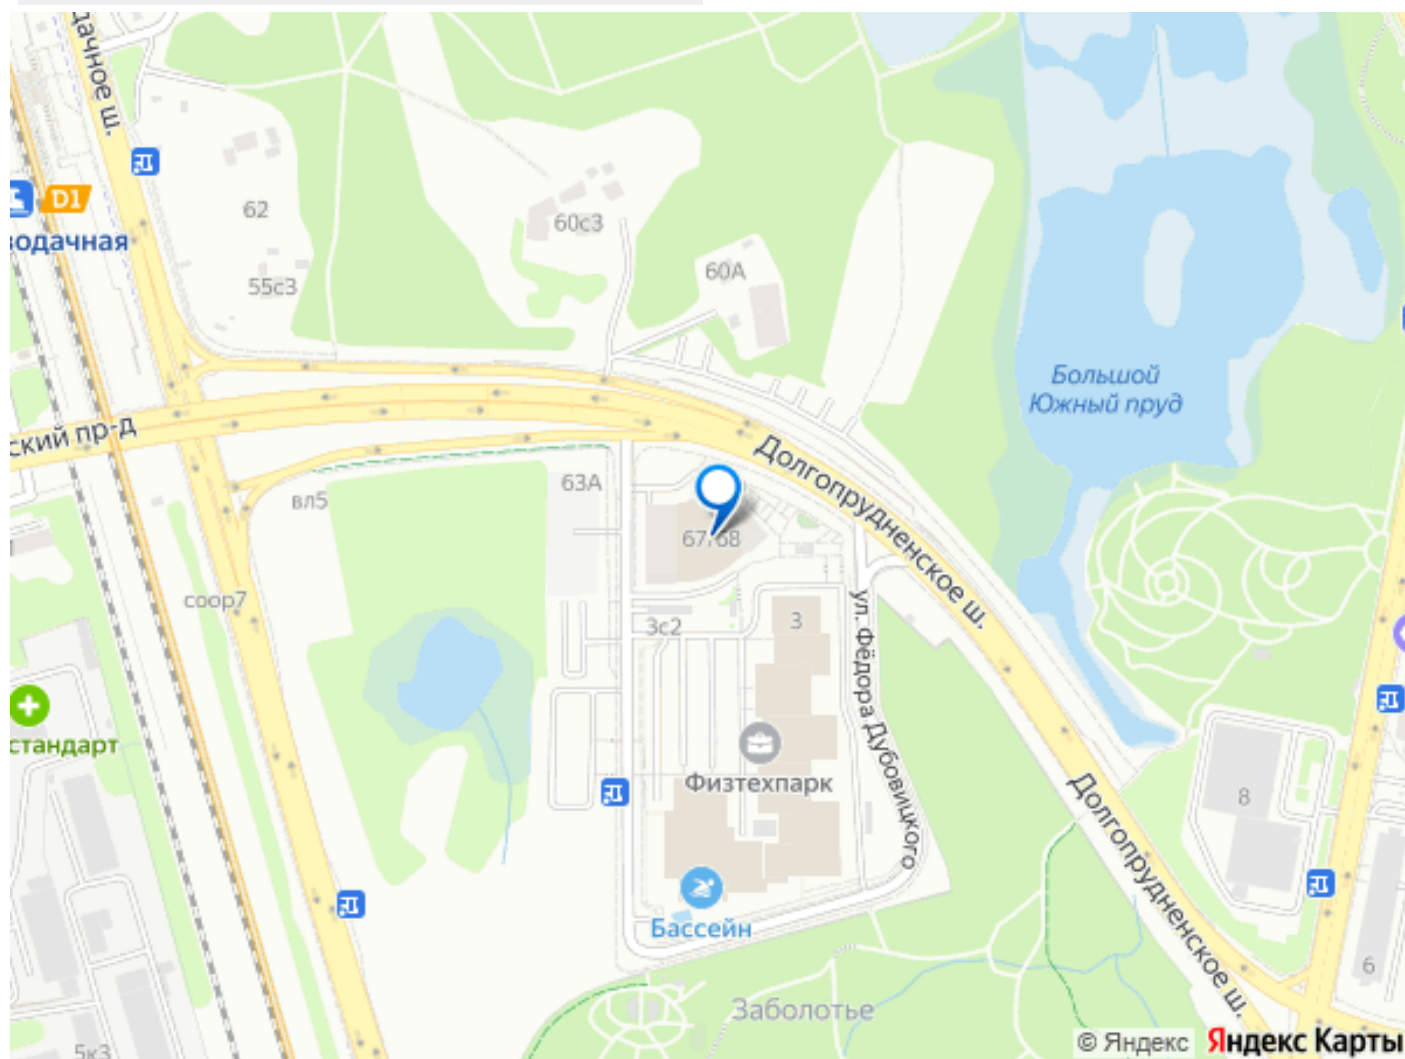 дачное ш.
D1
водачная
62
55с3
60с3
60А
Большой
Южный пруд
ский пр-д
Долгопрудненское ш.
63А
вл5
67/68
соор7
3с2
3
ул. Фёдора Дубовицкого
стандарт
Физтехпарк
8
Долгопрудненское ш.
Бассейн
6
Заболотье
5к3
© Яндекс Яндекс Карты